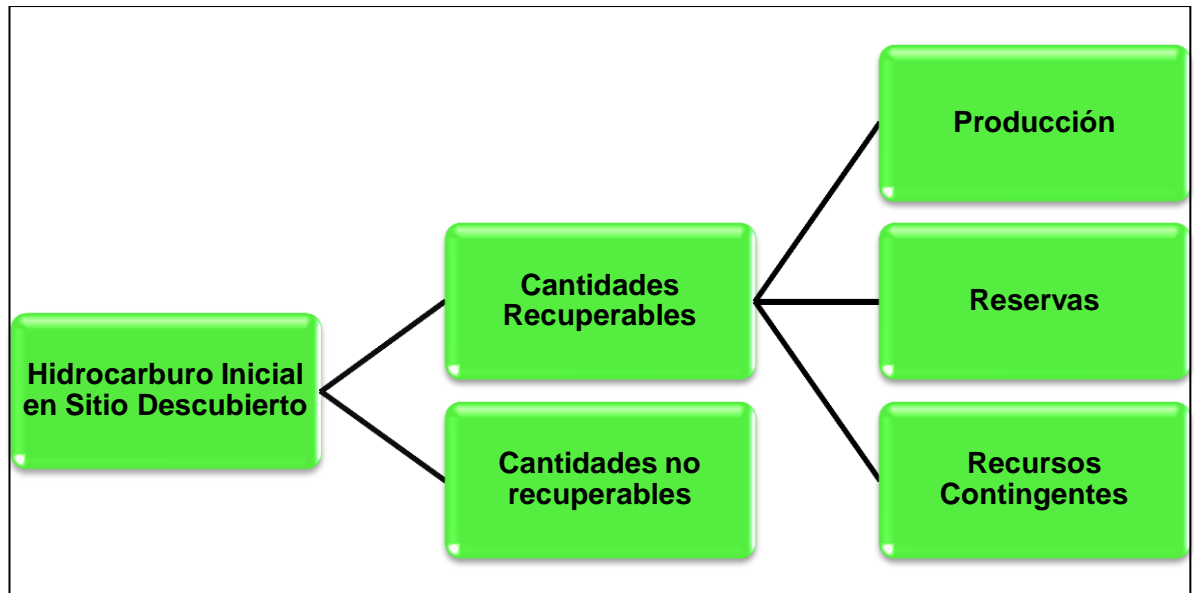 Hidrocarburo Inicial
en Sitio Descubierto
Cantidades
Recuperables
Cantidades no
recuperables
Producción
Reservas
Recursos
Contingentes